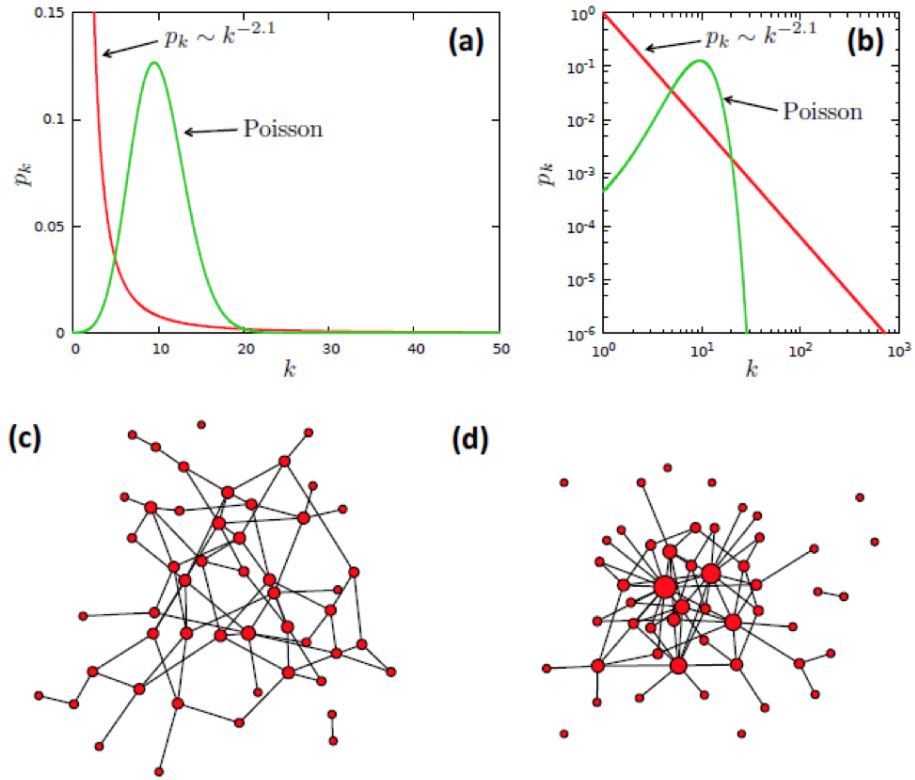 (a)
p_k ~ k^{-2.1}
Poisson
0.15
0.1
0.05
0
p_k
0 10 20 30 40 50
k
(b)
p_k ~ k^{-2.1}
Poisson
10^0
10^{-1}
10^{-2}
10^{-3}
10^{-4}
10^{-5}
10^{-6}
p_k
10^0 10^1 10^2 10^3
k
(c)
(d)